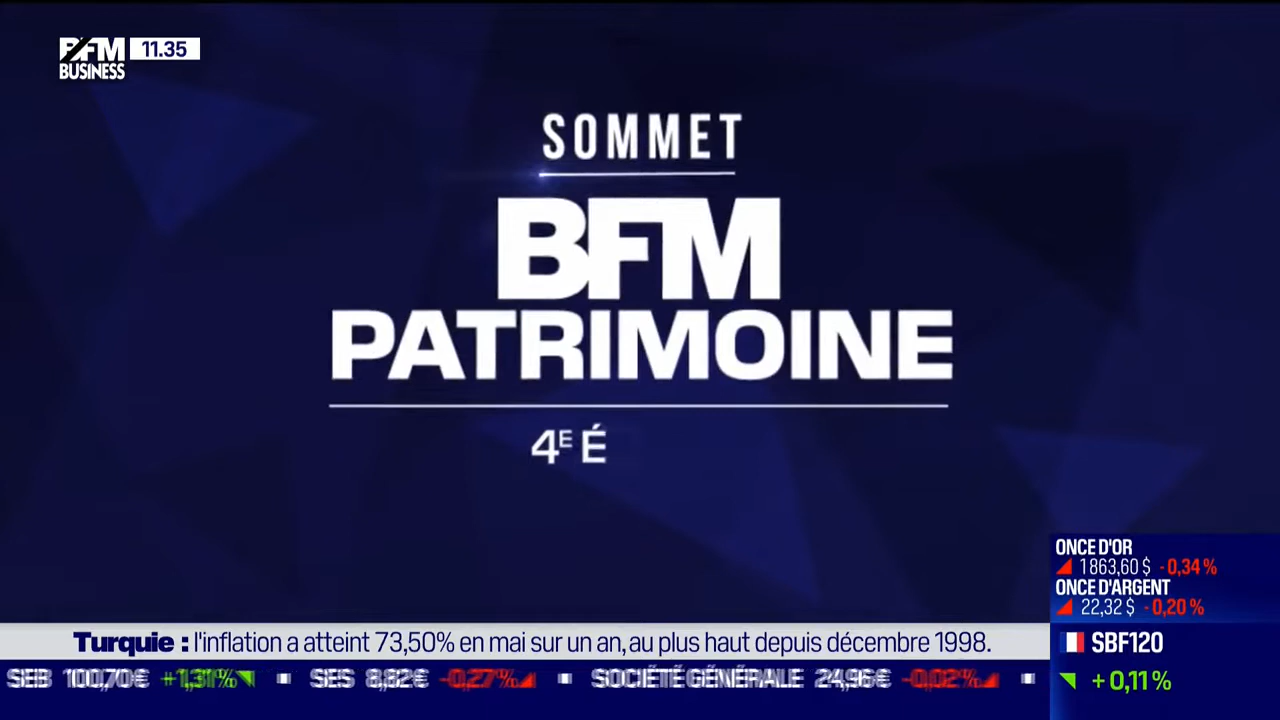 BFM 11.35
BUSINESS
SOMMET
BFM
PATRIMOINE
4E É
ONCE D'OR
1 863,60 $ -0,34 %
ONCE D'ARGENT
22,32 $ -0,20 %
Turquie : l'inflation a atteint 73,50% en mai sur un an, au plus haut depuis décembre 1998.
SBF120
SEB 100,70€ +1,31% SES 8,82€ -0,27% SOCIÉTÉ GÉNÉRALE 24,96€ -0,02%
+0,11 %